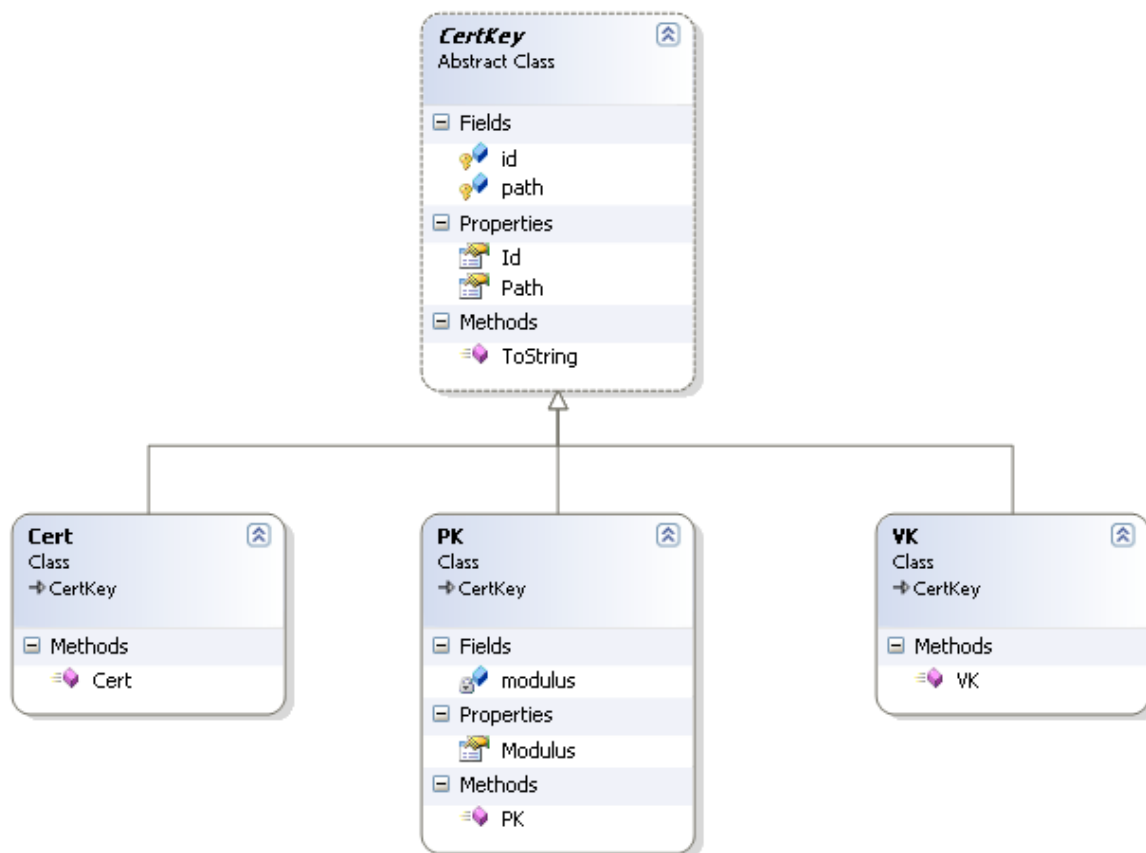 CertKey
Abstract Class
Fields
id
path
Properties
Id
Path
Methods
ToString
Cert
Class
CertKey
Methods
Cert
PK
Class
CertKey
Fields
modulus
Properties
Modulus
Methods
PK
VK
Class
CertKey
Methods
VK